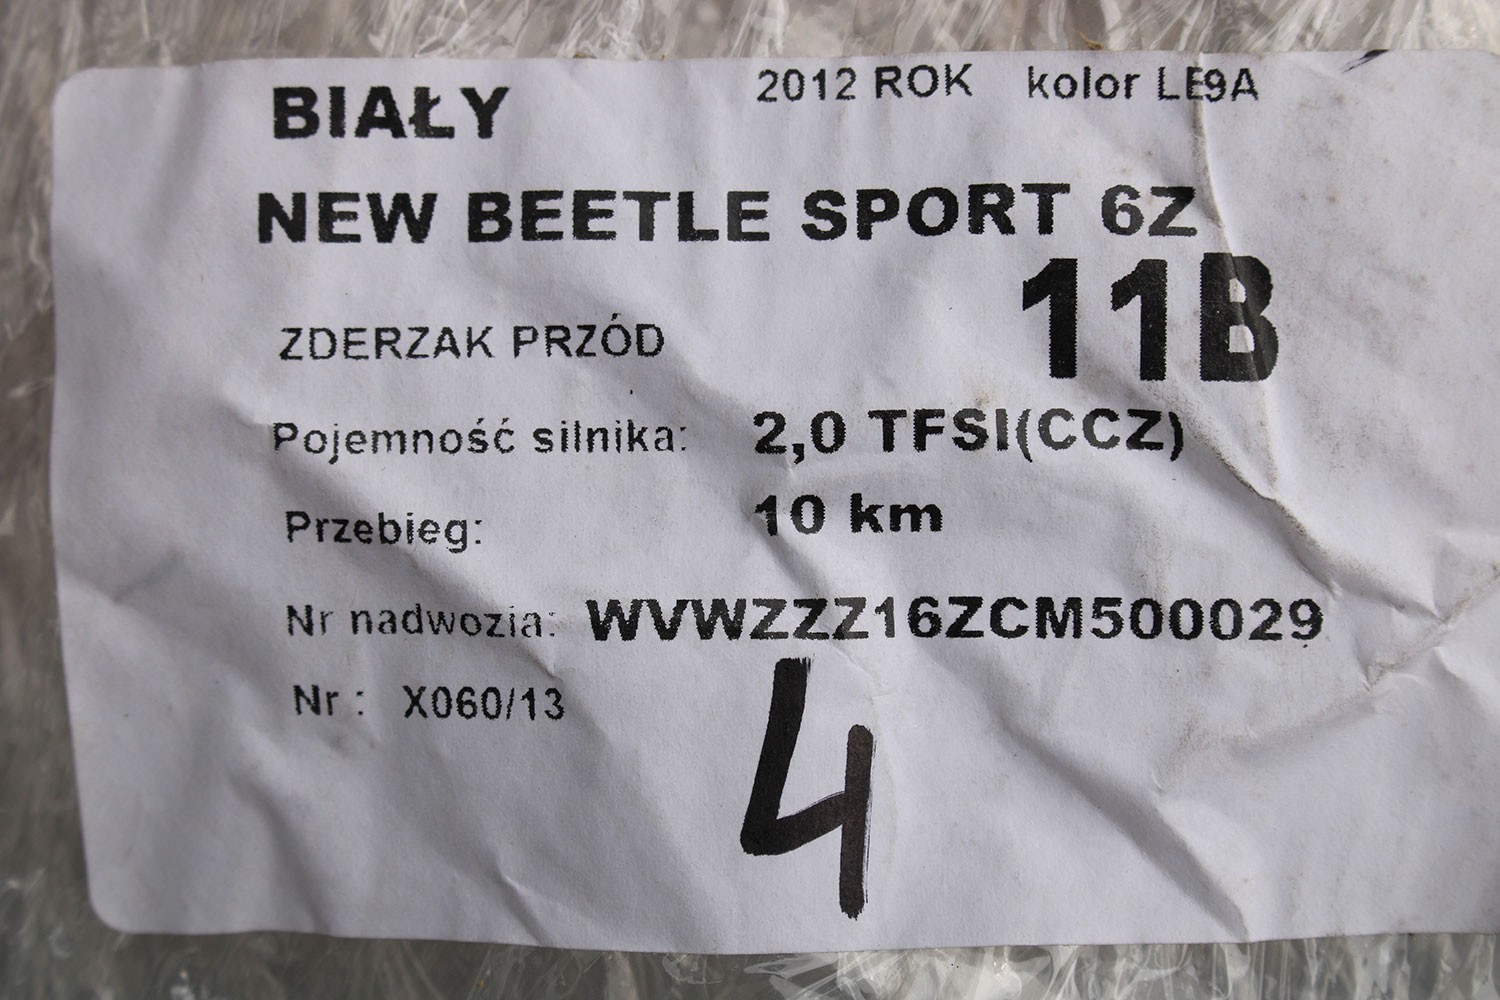 BIAŁY 2012 ROK kolor LE9A
NEW BEETLE SPORT 6Z
11B
ZDERZAK PRZÓD
Pojemność silnika: 2,0 TFSI(CCZ)
Przebieg: 10 km
Nr nadwozia: WVWZZZ16ZCM500029
Nr : X060/13
4